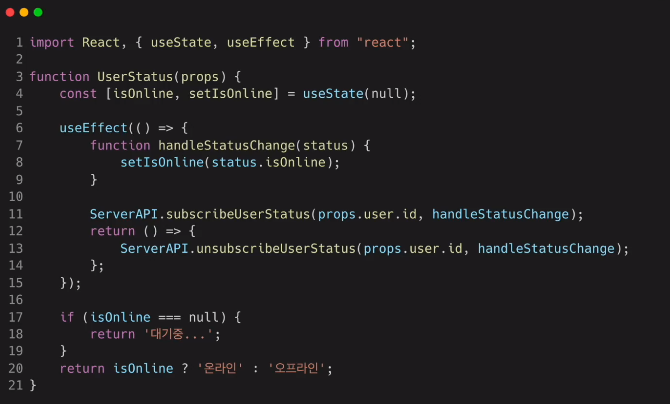 1 import React, { useState, useEffect } from "react";
2
3 function UserStatus(props) {
4     const [isOnline, setIsOnline] = useState(null);
5
6     useEffect(() => {
7         function handleStatusChange(status) {
8             setIsOnline(status.isOnline);
9         }
10
11         ServerAPI.subscribeUserStatus(props.user.id, handleStatusChange);
12         return () => {
13             ServerAPI.unsubscribeUserStatus(props.user.id, handleStatusChange);
14         };
15     });
16
17     if (isOnline === null) {
18         return '대기중...';
19     }
20     return isOnline ? '온라인' : '오프라인';
21 }